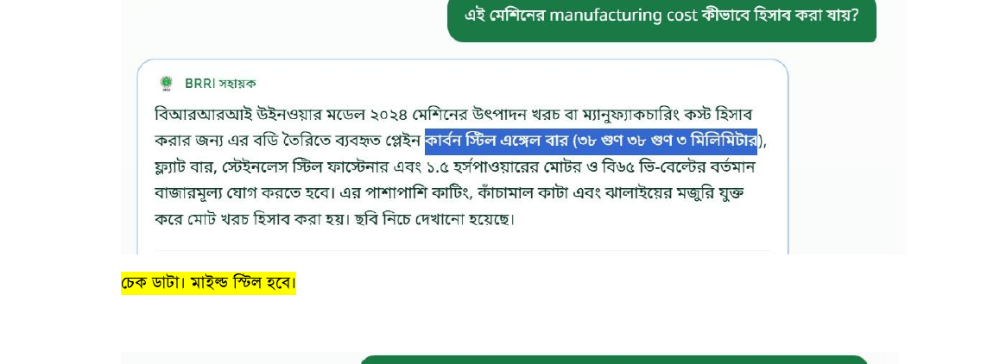 এই মেশিনের manufacturing cost কীভাবে হিসাব করা যায়?
BRRI সহায়ক
বিআরআরআই উইনওয়ার মডেল ২০২৪ মেশিনের উৎপাদন খরচ বা ম্যানুফ্যাকচারিং কস্ট হিসাব
করার জন্য এর বডি তৈরিতে ব্যবহৃত প্লেইন কার্বন স্টিল এঙ্গেল বার (৩৮ গুণ ৩৮ গুণ ৩ মিলিমিটার),
ফ্ল্যাট বার, স্টেইনলেস স্টিল ফাস্টেনার এবং ১.৫ হর্সপাওয়ারের মোটর ও বি৬৫ ভি-বেল্টের বর্তমান
বাজারমূল্য যোগ করতে হবে। এর পাশাপাশি কাটিং, কাঁচামাল কাটা এবং ঝালাইয়ের মজুরি যুক্ত
করে মোট খরচ হিসাব করা হয়। ছবি নিচে দেখানো হয়েছে।
চেক ডাটা। মাইল্ড স্টিল হবে।